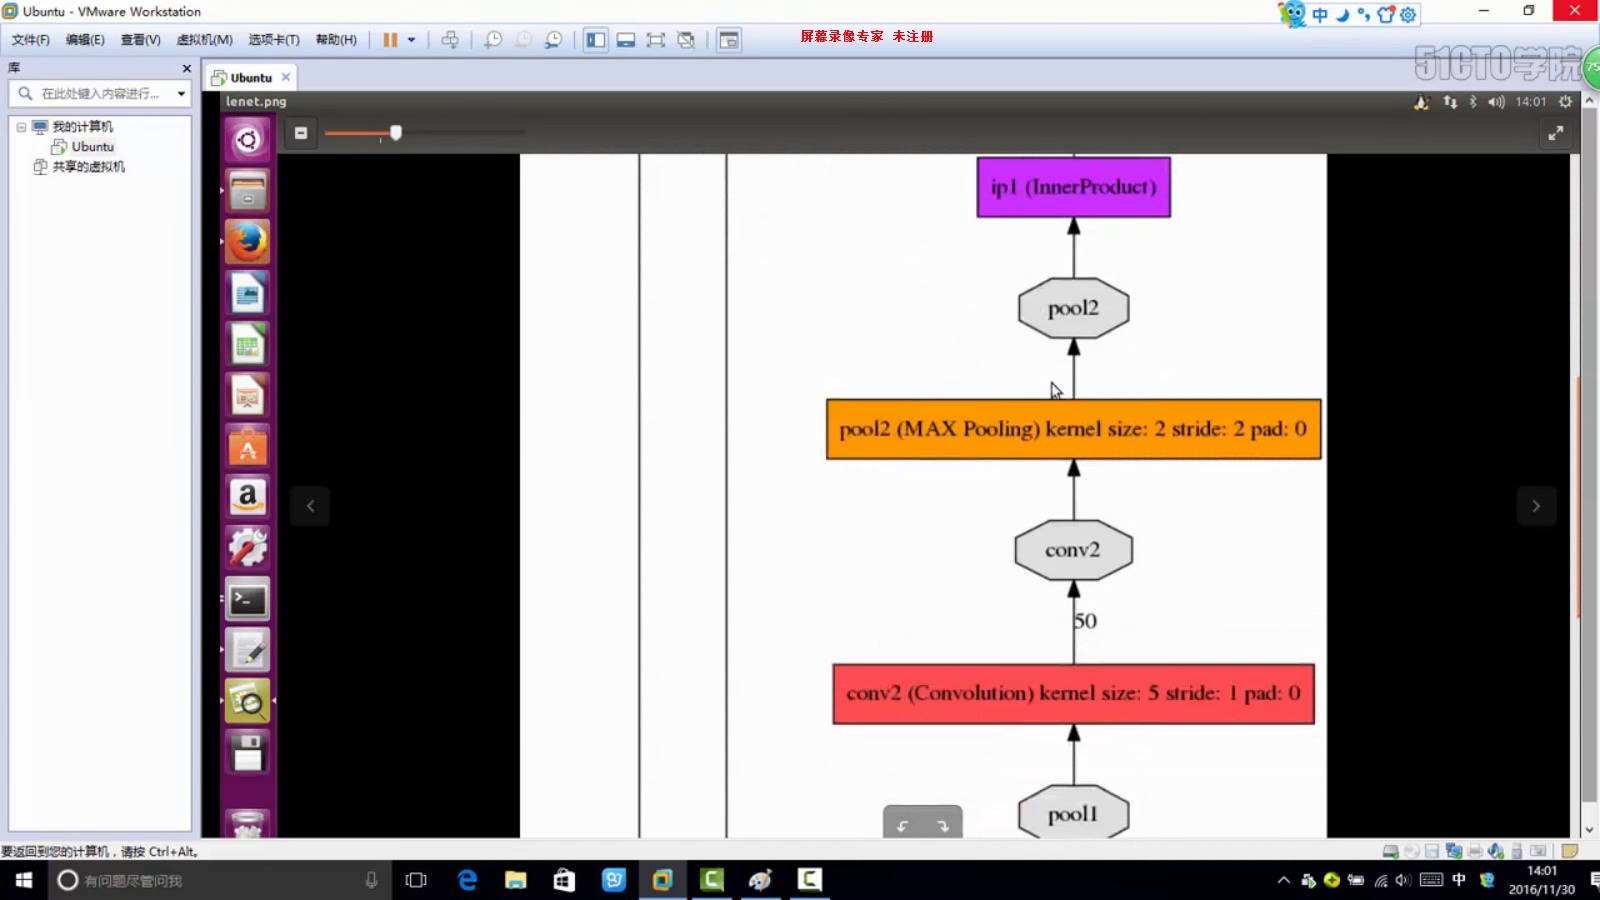 Ubuntu - VMware Workstation
中
文件(F) 编辑(E) 查看(V) 虚拟机(M) 选项卡(T) 帮助(H)
屏幕录像专家 未注册
51CTO学院
75
库
Ubuntu
在此处键入内容进行...
lenet.png
14:01
我的计算机
Ubuntu
共享的虚拟机
ip1 (InnerProduct)
pool2
pool2 (MAX Pooling) kernel size: 2 stride: 2 pad: 0
conv2
50
conv2 (Convolution) kernel size: 5 stride: 1 pad: 0
pool1
要返回到您的计算机，请按 Ctrl+Alt。
有问题尽管问我
中
14:01
2016/11/30